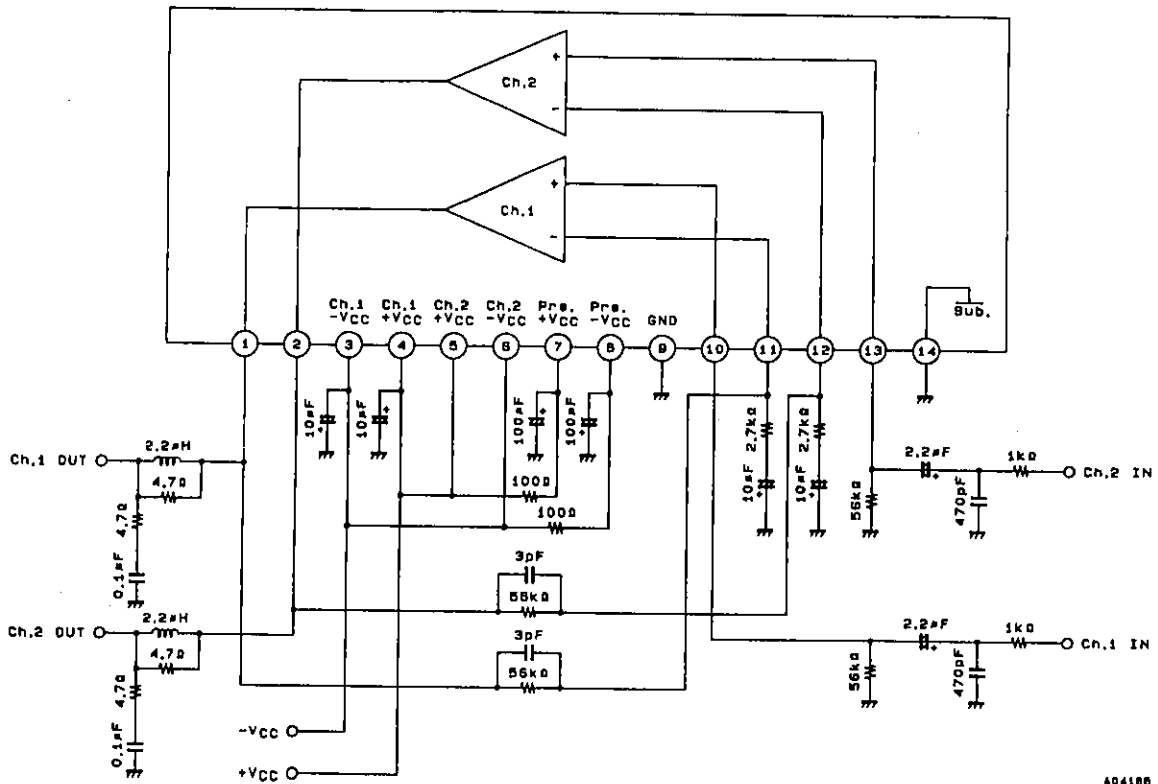 Ch.2
+
−
Ch.1
+
−
Sub.
Ch.1 -VCC
Ch.1 +VCC
Ch.2 +VCC
Ch.2 -VCC
Pre. +VCC
Pre. -VCC
GND
1 2 3 4 5 6 7 8 9 10 11 12 13 14
10µF +
10µF +
100µF +
100µF +
2.7kΩ
2.7kΩ
10µF +
10µF +
Ch.1 OUT
2.2µH
4.7Ω
4.7Ω
0.1µF
100Ω
100Ω
2.2µF +
1kΩ
Ch.2 IN
56kΩ
470pF
3pF
56kΩ
Ch.2 OUT
2.2µH
4.7Ω
4.7Ω
0.1µF
3pF
56kΩ
2.2µF +
1kΩ
Ch.1 IN
56kΩ
470pF
-VCC
+VCC
A04186